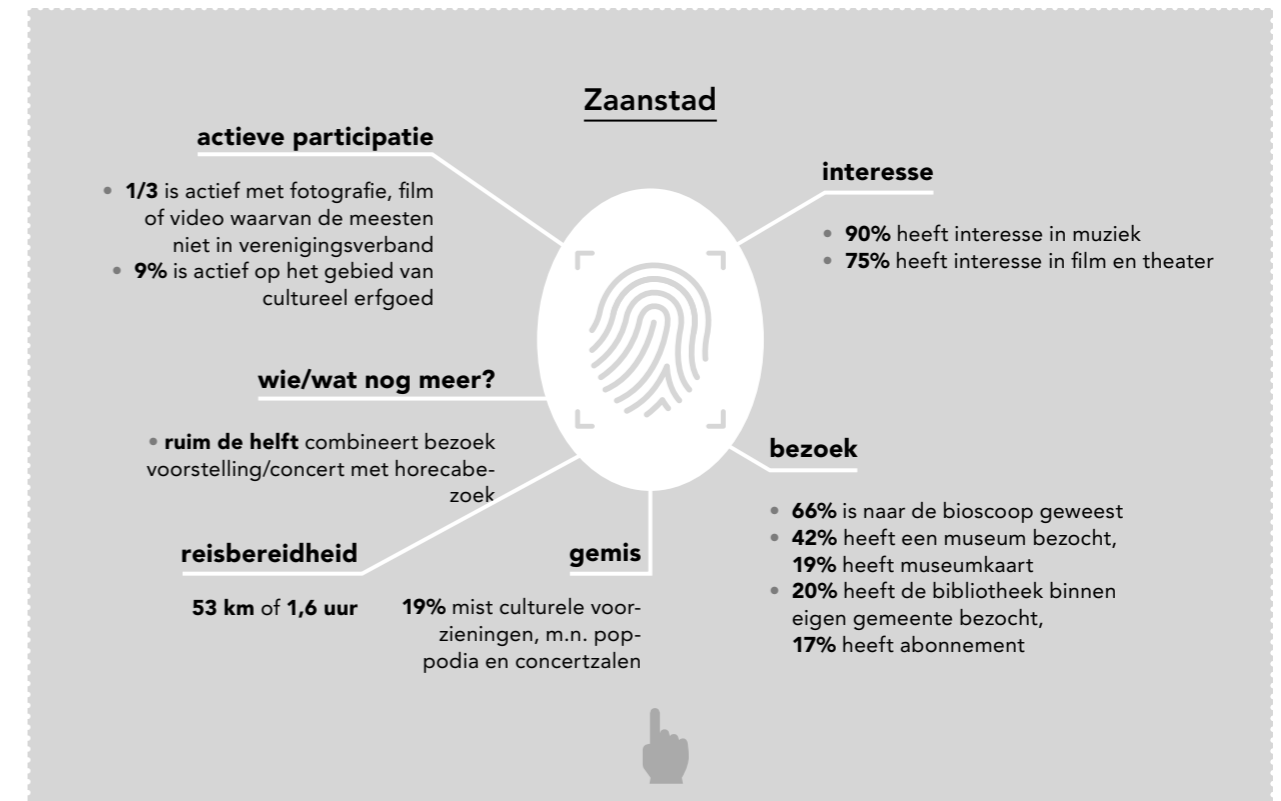 Zaanstad
actieve participatie
• 1/3 is actief met fotografie, film
of video waarvan de meesten
niet in verenigingsverband
• 9% is actief op het gebied van
cultureel erfgoed
interesse
• 90% heeft interesse in muziek
• 75% heeft interesse in film en theater
wie/wat nog meer?
• ruim de helft combineert bezoek
voorstelling/concert met horecabe-
zoek
bezoek
• 66% is naar de bioscoop geweest
• 42% heeft een museum bezocht,
19% heeft museumkaart
• 20% heeft de bibliotheek binnen
eigen gemeente bezocht,
17% heeft abonnement
reisbereidheid
53 km of 1,6 uur
gemis
19% mist culturele voor-
zieningen, m.n. pop-
podia en concertzalen